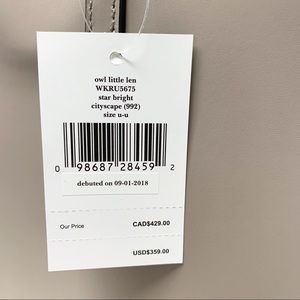 owl little len
WKRU5675
star bright
cityscape (992)
size u-u
0 98687 28459 2
debuted on 09-01-2018
Our Price CAD$429.00
USD$359.00